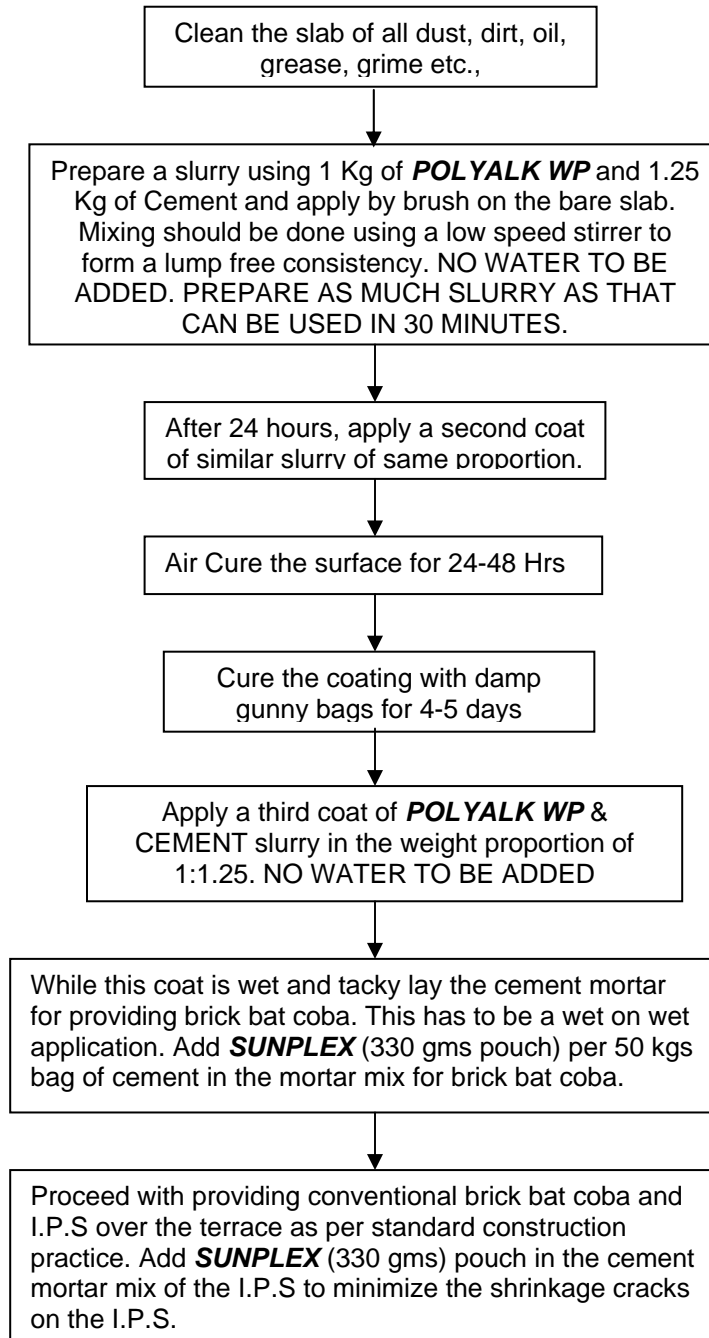 Clean the slab of all dust, dirt, oil,
grease, grime etc.,
Prepare a slurry using 1 Kg of POLYALK WP and 1.25
Kg of Cement and apply by brush on the bare slab.
Mixing should be done using a low speed stirrer to
form a lump free consistency. NO WATER TO BE
ADDED. PREPARE AS MUCH SLURRY AS THAT
CAN BE USED IN 30 MINUTES.
After 24 hours, apply a second coat
of similar slurry of same proportion.
Air Cure the surface for 24-48 Hrs
Cure the coating with damp
gunny bags for 4-5 days
Apply a third coat of POLYALK WP &
CEMENT slurry in the weight proportion of
1:1.25. NO WATER TO BE ADDED
While this coat is wet and tacky lay the cement mortar
for providing brick bat coba. This has to be a wet on wet
application. Add SUNPLEX (330 gms pouch) per 50 kgs
bag of cement in the mortar mix for brick bat coba.
Proceed with providing conventional brick bat coba and
I.P.S over the terrace as per standard construction
practice. Add SUNPLEX (330 gms) pouch in the cement
mortar mix of the I.P.S to minimize the shrinkage cracks
on the I.P.S.